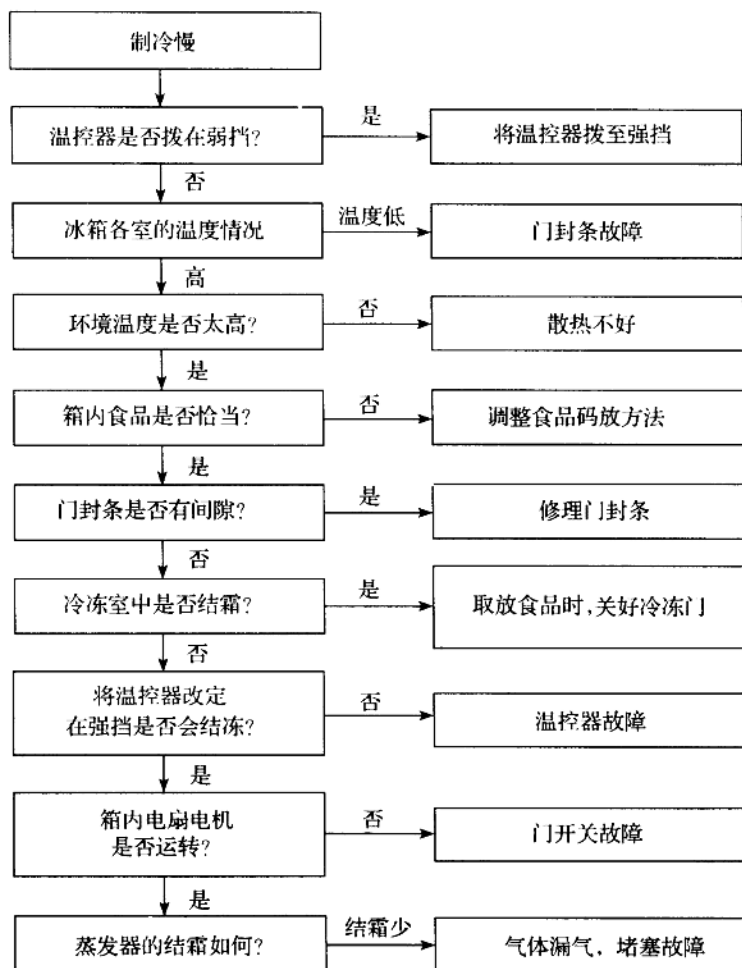 制冷慢
温控器是否拨在弱挡?
是
将温控器拨至强挡
否
冰箱各室的温度情况
温度低
门封条故障
高
环境温度是否太高?
否
散热不好
是
箱内食品是否恰当?
否
调整食品码放方法
是
门封条是否有间隙?
是
修理门封条
否
冷冻室中是否结霜?
是
取放食品时,关好冷冻门
否
将温控器改定
在强挡是否会结冻?
否
温控器故障
是
箱内电扇电机
是否运转?
否
门开关故障
是
蒸发器的结霜如何?
结霜少
气体漏气、堵塞故障